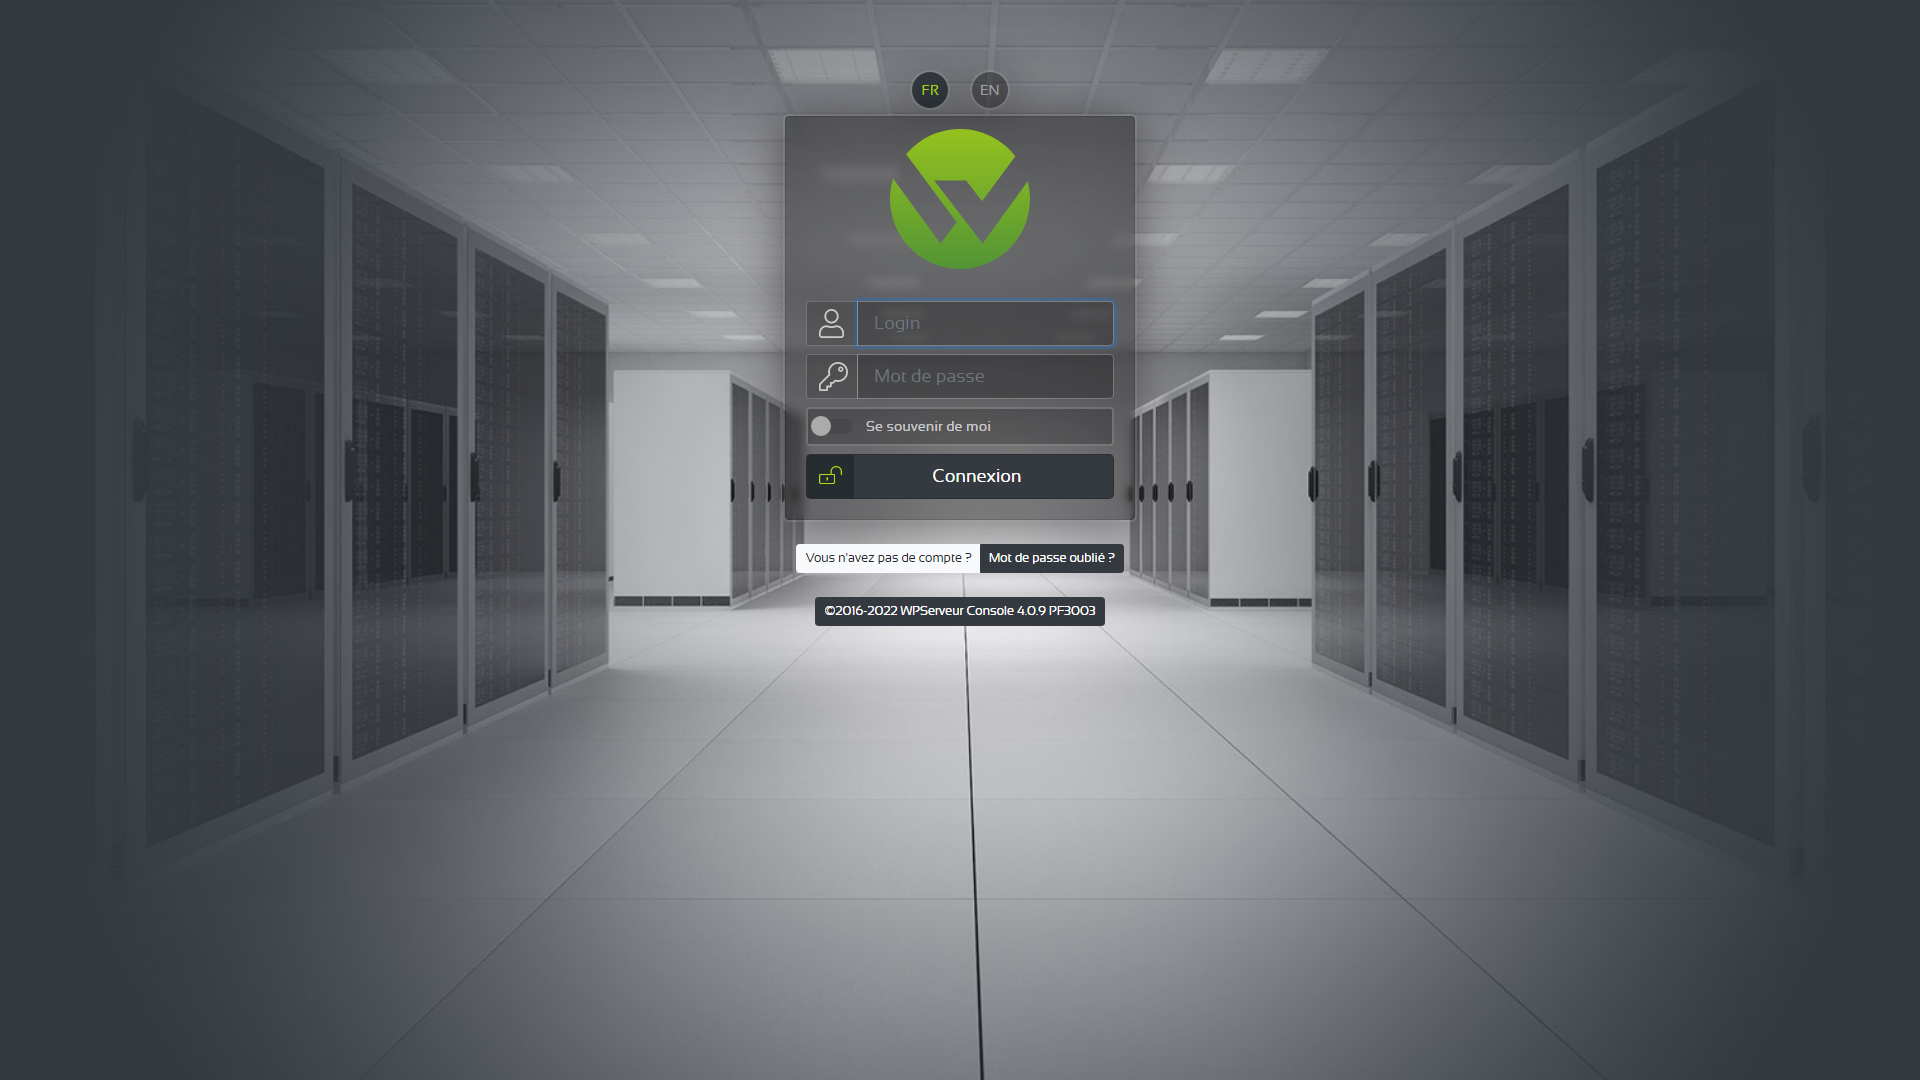 FR EN
Login
Mot de passe
Se souvenir de moi
Connexion
Vous n'avez pas de compte ? Mot de passe oublié ?
©2016-2022 WPServeur Console 4.0.9 PF3003